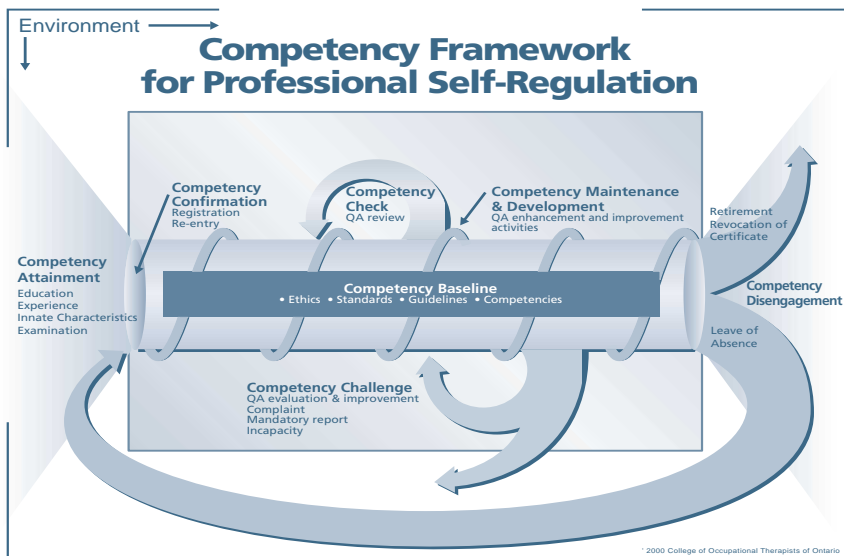 Environment
Competency Framework
for Professional Self-Regulation
Competency
Confirmation
Registration
Re-entry
Competency
Check
QA review
Competency Maintenance
& Development
QA enhancement and improvement
activities
Retirement
Revocation of
Certificate
Competency
Attainment
Education
Experience
Innate Characteristics
Examination
Competency Baseline
• Ethics • Standards • Guidelines • Competencies
Competency
Disengagement
Leave of
Absence
Competency Challenge
QA evaluation & improvement
Complaint
Mandatory report
Incapacity
' 2000 College of Occupational Therapists of Ontario